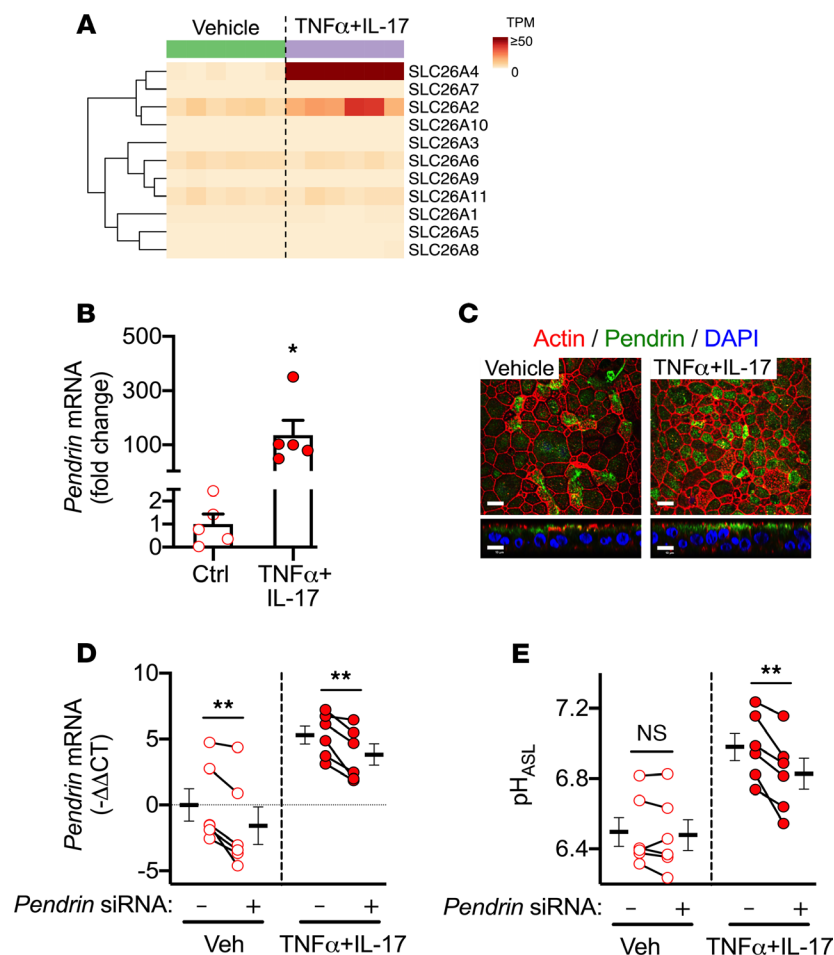 A
Vehicle
TNFα+IL-17
TPM
≥50
0
SLC26A4
SLC26A7
SLC26A2
SLC26A10
SLC26A3
SLC26A6
SLC26A9
SLC26A11
SLC26A1
SLC26A5
SLC26A8
B
Pendrin mRNA
(fold change)
500
300
100
2
1
0
*
Ctrl
TNFα+
IL-17
C
Actin / Pendrin / DAPI
Vehicle
TNFα+IL-17
D
Pendrin mRNA
(-ΔΔCT)
10
5
0
-5
**
**
Pendrin siRNA:
− + − +
Veh
TNFα+IL-17
E
pHASL
7.2
6.8
6.4
NS
**
Pendrin siRNA:
− + − +
Veh
TNFα+IL-17